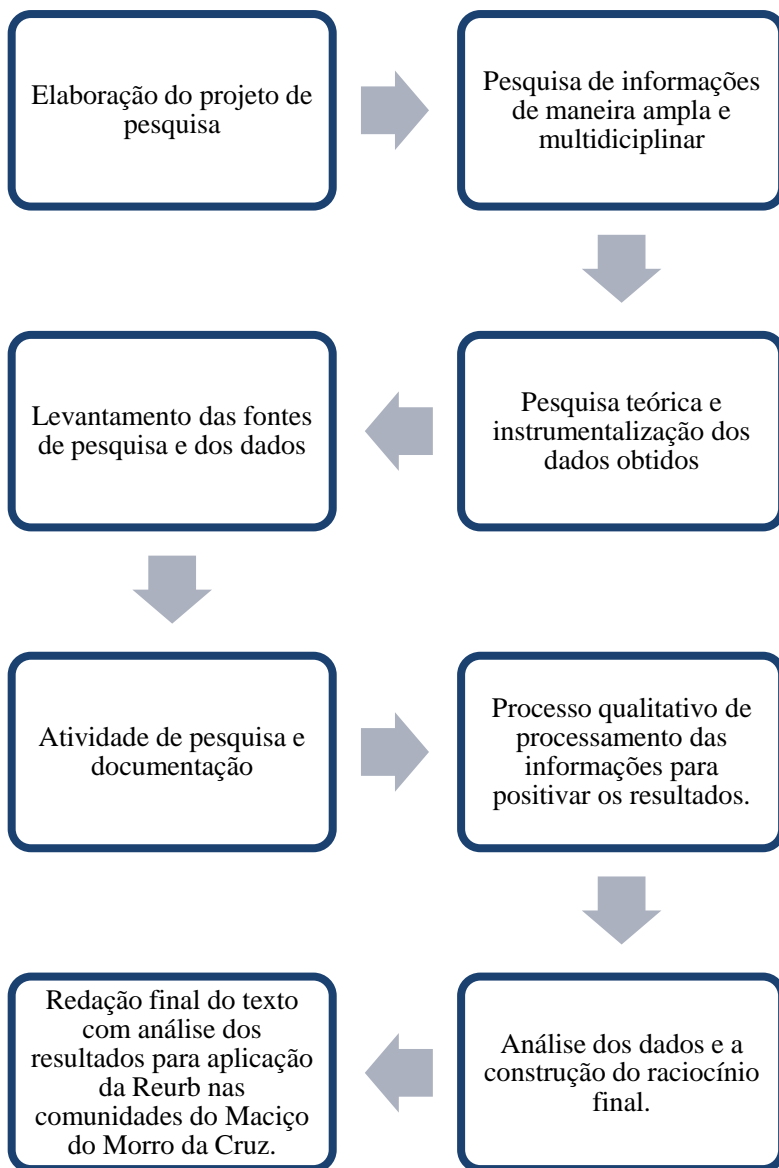 Elaboração do projeto de
pesquisa
Pesquisa de informações
de maneira ampla e
multidiciplinar
Pesquisa teórica e
instrumentalização dos
dados obtidos
Levantamento das fontes
de pesquisa e dos dados
Atividade de pesquisa e
documentação
Processo qualitativo de
processamento das
informações para
positivar os resultados.
Análise dos dados e a
construção do raciocínio
final.
Redação final do texto
com análise dos
resultados para aplicação
da Reurb nas
comunidades do Maciço
do Morro da Cruz.